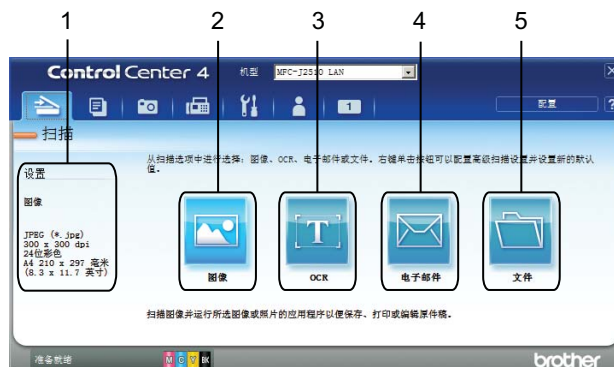 1 2 3 4 5
Control Center 4 机型 MFC-J2510 LAN
1 配置 ?
扫描
从扫描选项中进行选择: 图像、OCR、电子邮件或文件。右键单击按钮可以配置高级扫描设置并设置新的默认
值。
设置
图像
JPEG (*.jpg)
300 x 300 dpi
24位彩色
A4 210 x 297 毫米
(8.3 x 11.7 英寸)
T
图像 OCR 电子邮件 文件
扫描图像并运行所选图像或照片的应用程序以便保存、打印或编辑原件稿。
准备就绪 M C Y BK brother